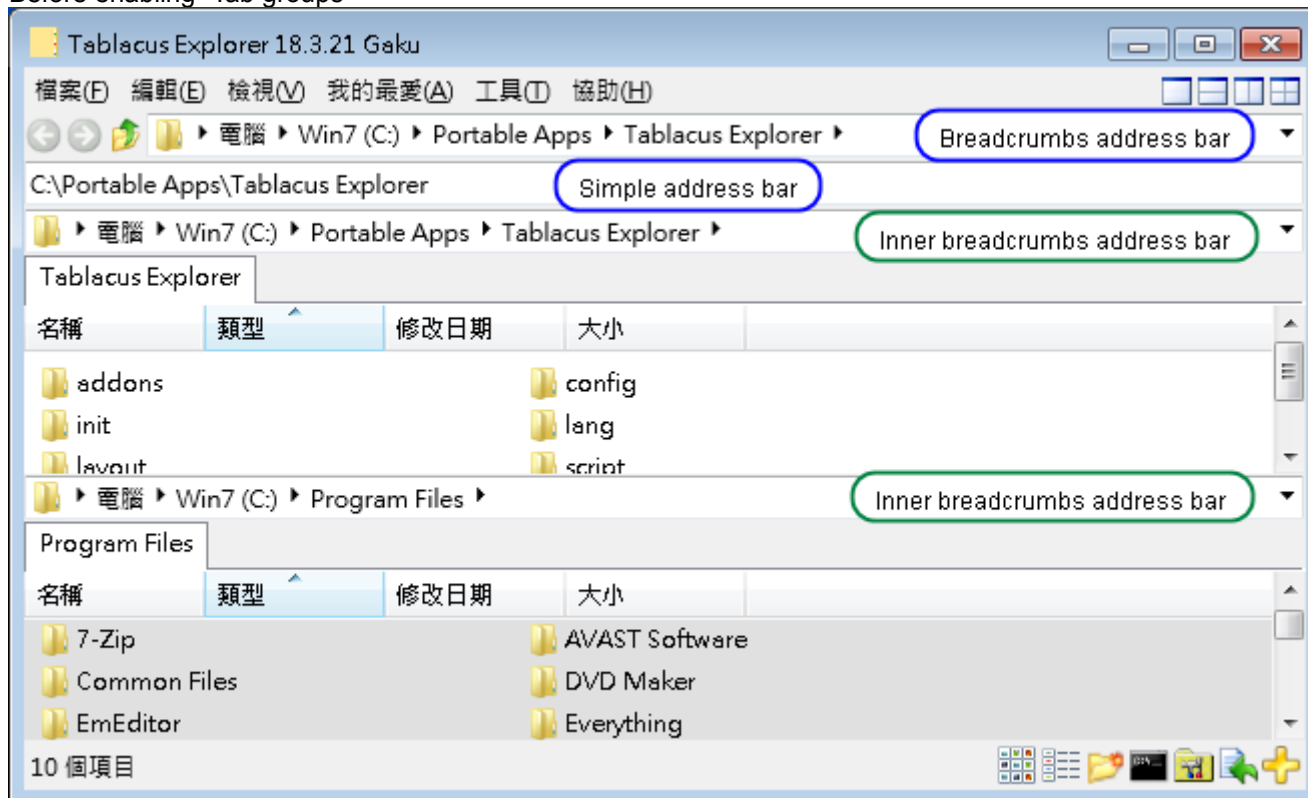 Before enabling "Tab groups"
Tablacus Explorer 18.3.21 Gaku
檔案(F) 編輯(E) 檢視(V) 我的最愛(A) 工具(T) 協助(H)
電腦 Win7 (C:) Portable Apps Tablacus Explorer Breadcrumbs address bar
C:\Portable Apps\Tablacus Explorer Simple address bar
電腦 Win7 (C:) Portable Apps Tablacus Explorer Inner breadcrumbs address bar
Tablacus Explorer
名稱 類型 修改日期 大小
addons config
init lang
layout script
電腦 Win7 (C:) Program Files Inner breadcrumbs address bar
Program Files
名稱 類型 修改日期 大小
7-Zip AVAST Software
Common Files DVD Maker
EmEditor Everything
10 個項目